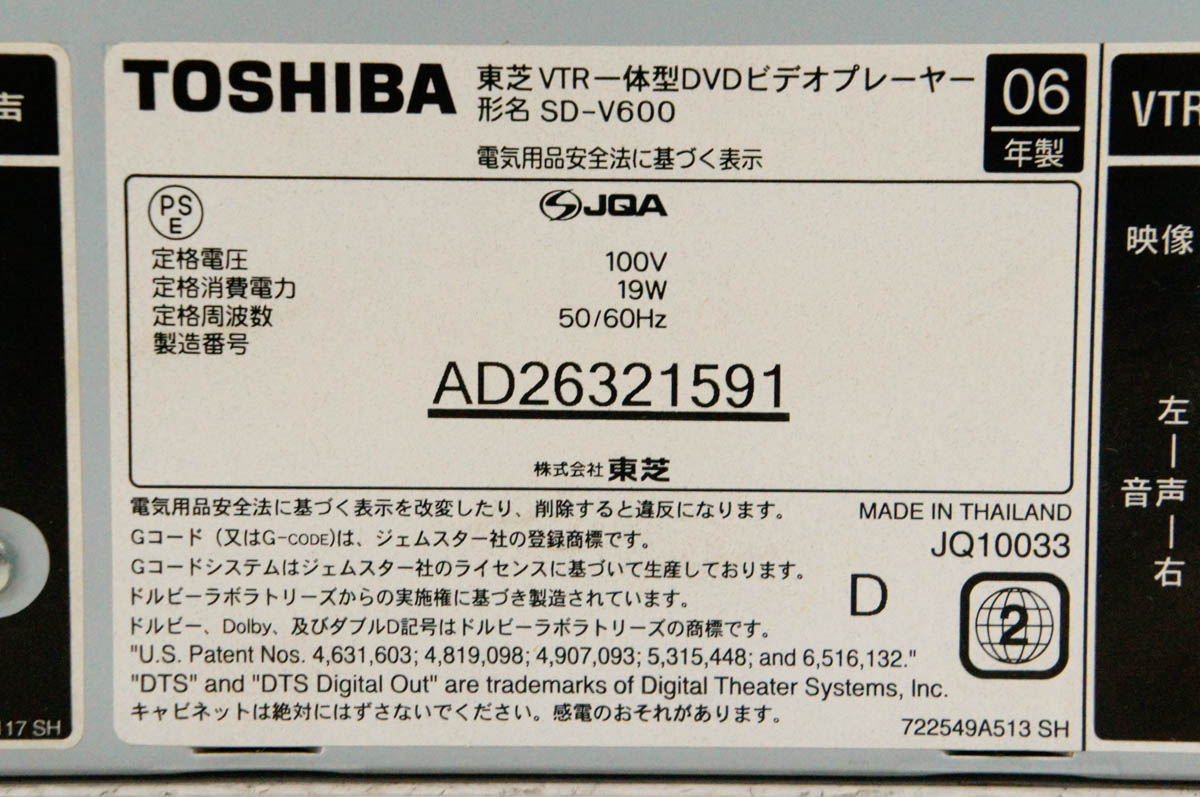 声
TOSHIBA
東芝 VTR一体型DVDビデオプレーヤー
形名 SD-V600
電気用品安全法に基づく表示
06
年製
PS
E
JQA
定格電圧 100V
定格消費電力 19W
定格周波数 50/60Hz
製造番号
AD26321591
株式会社 東芝
電気用品安全法に基づく表示を改変したり、削除すると違反になります。
Gコード (又はG-CODE)は、ジェムスター社の登録商標です。
Gコードシステムはジェムスター社のライセンスに基づいて生産しております。
ドルビーラボラトリーズからの実施権に基づき製造されています。
ドルビー、Dolby、及びダブルD記号はドルビーラボラトリーズの商標です。
"U.S. Patent Nos. 4,631,603; 4,819,098; 4,907,093; 5,315,448; and 6,516,132."
"DTS" and "DTS Digital Out" are trademarks of Digital Theater Systems, Inc.
キャビネットは絶対にはずさないでください。感電のおそれがあります。
MADE IN THAILAND
JQ10033
D
2
722549A513 SH
17 SH
VTR
映像
左
音声
右